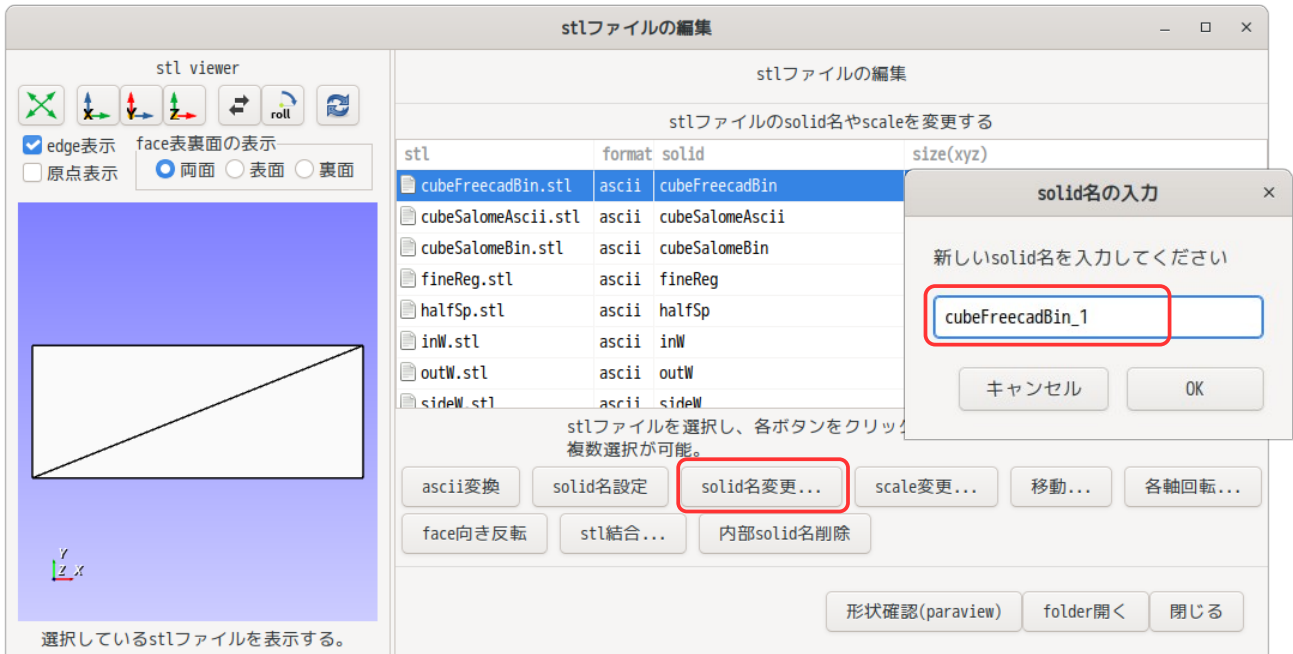 stlファイルの編集
stl viewer
roll
edge表示
原点表示
face表裏面の表示
両面 表面 裏面
Y
Z X
選択しているstlファイルを表示する。
stlファイルの編集
stlファイルのsolid名やscaleを変更する
stl format solid size(xyz)
cubeFreecadBin.stl ascii cubeFreecadBin
cubeSalomeAscii.stl ascii cubeSalomeAscii
cubeSalomeBin.stl ascii cubeSalomeBin
fineReg.stl ascii fineReg
halfSp.stl ascii halfSp
inW.stl ascii inW
outW.stl ascii outW
sideW.stl ascii sideW
stlファイルを選択し、各ボタンをクリック
複数選択が可能。
ascii変換 solid名設定 solid名変更... scale変更... 移動... 各軸回転...
face向き反転 stl結合... 内部solid名削除
形状確認(paraview) folder開く 閉じる
solid名の入力
新しいsolid名を入力してください
cubeFreecadBin_1
キャンセル OK